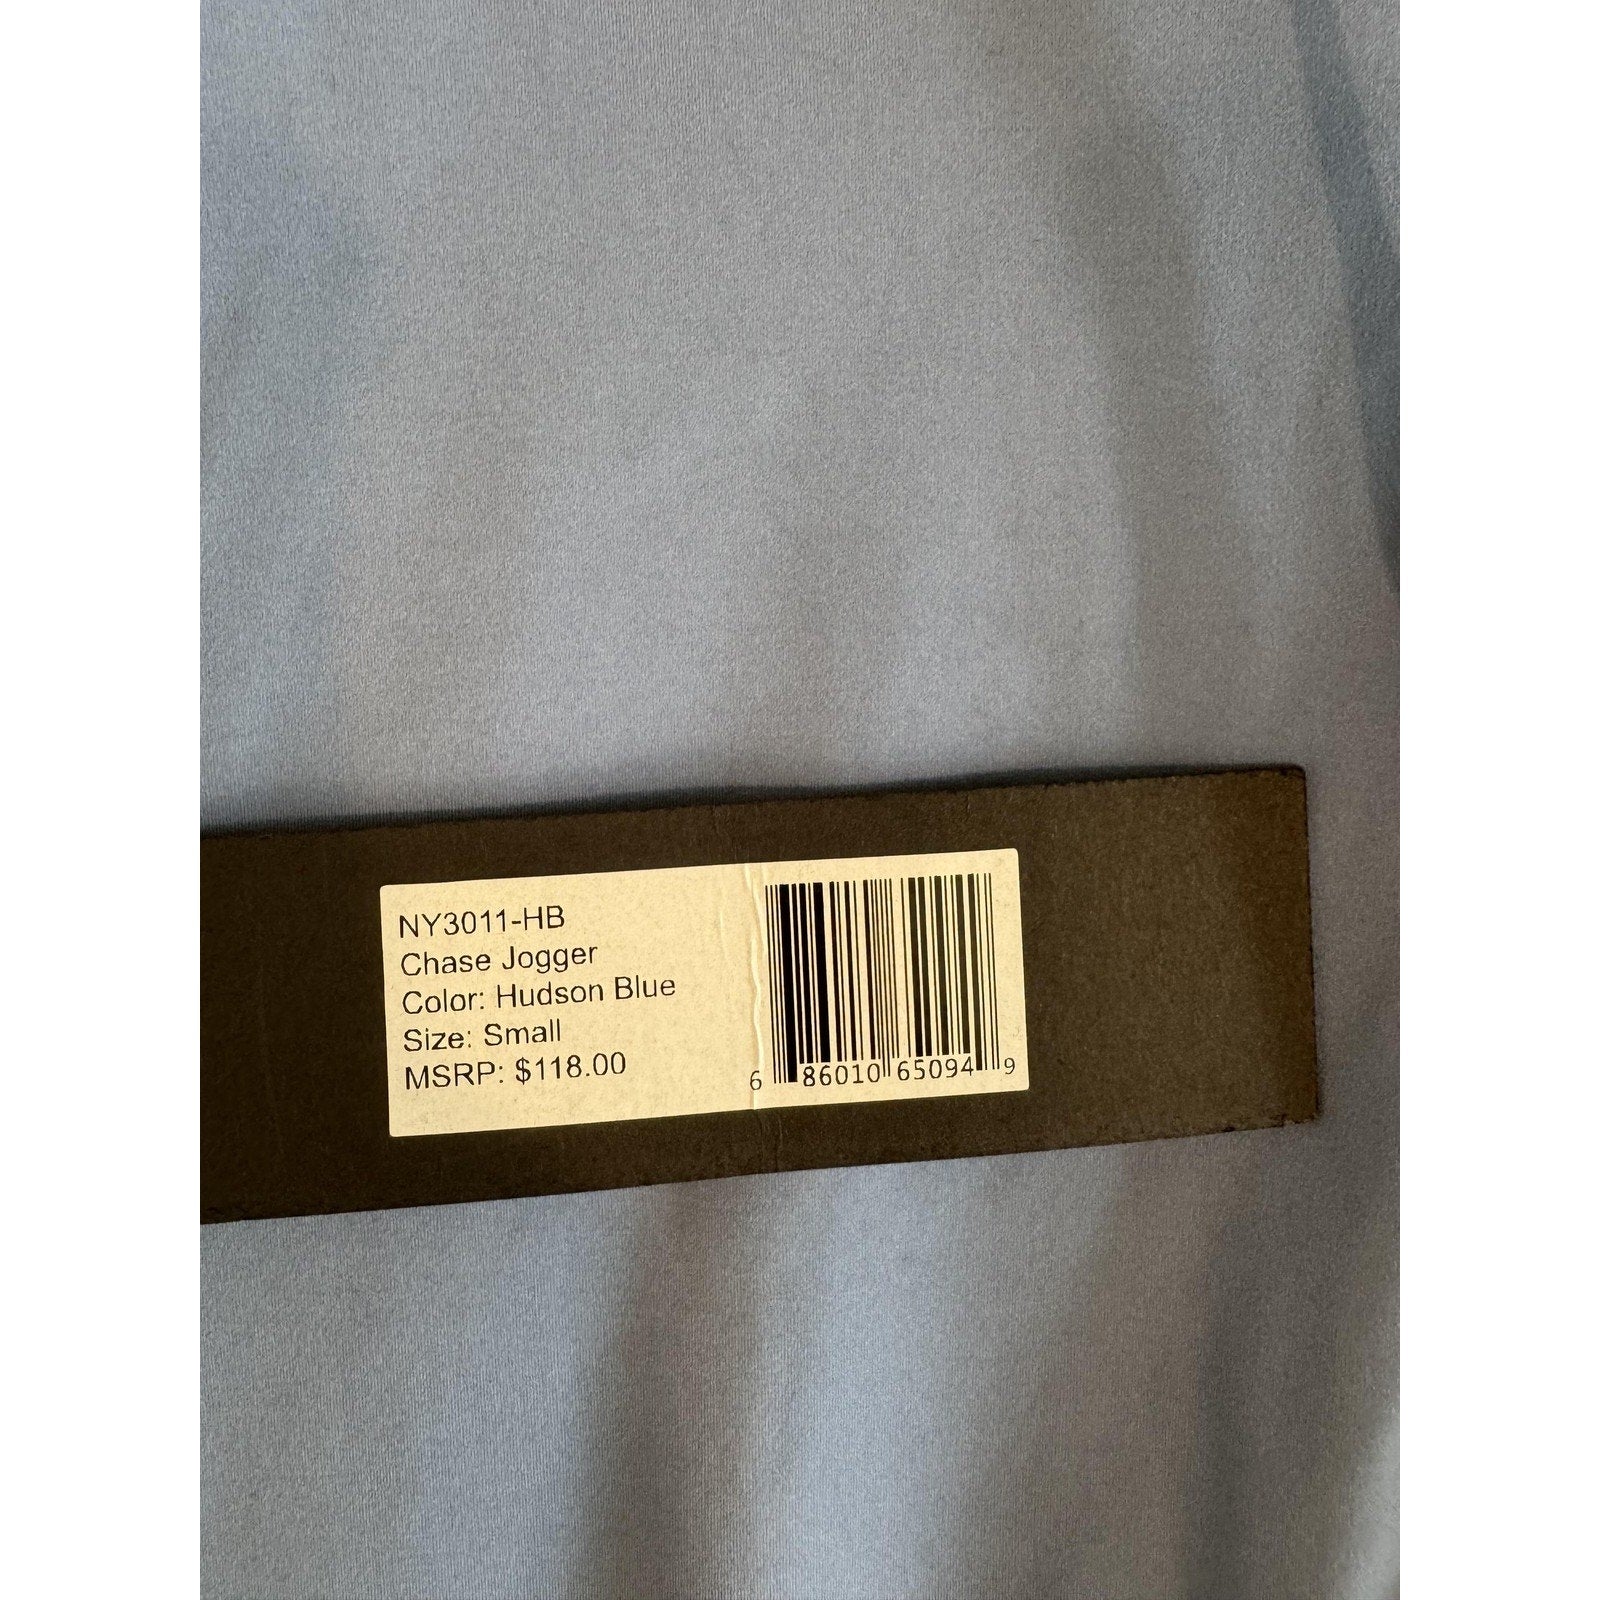 NY3011-HB
Chase Jogger
Color: Hudson Blue
Size: Small
MSRP: $118.00
6 86010 65094 9